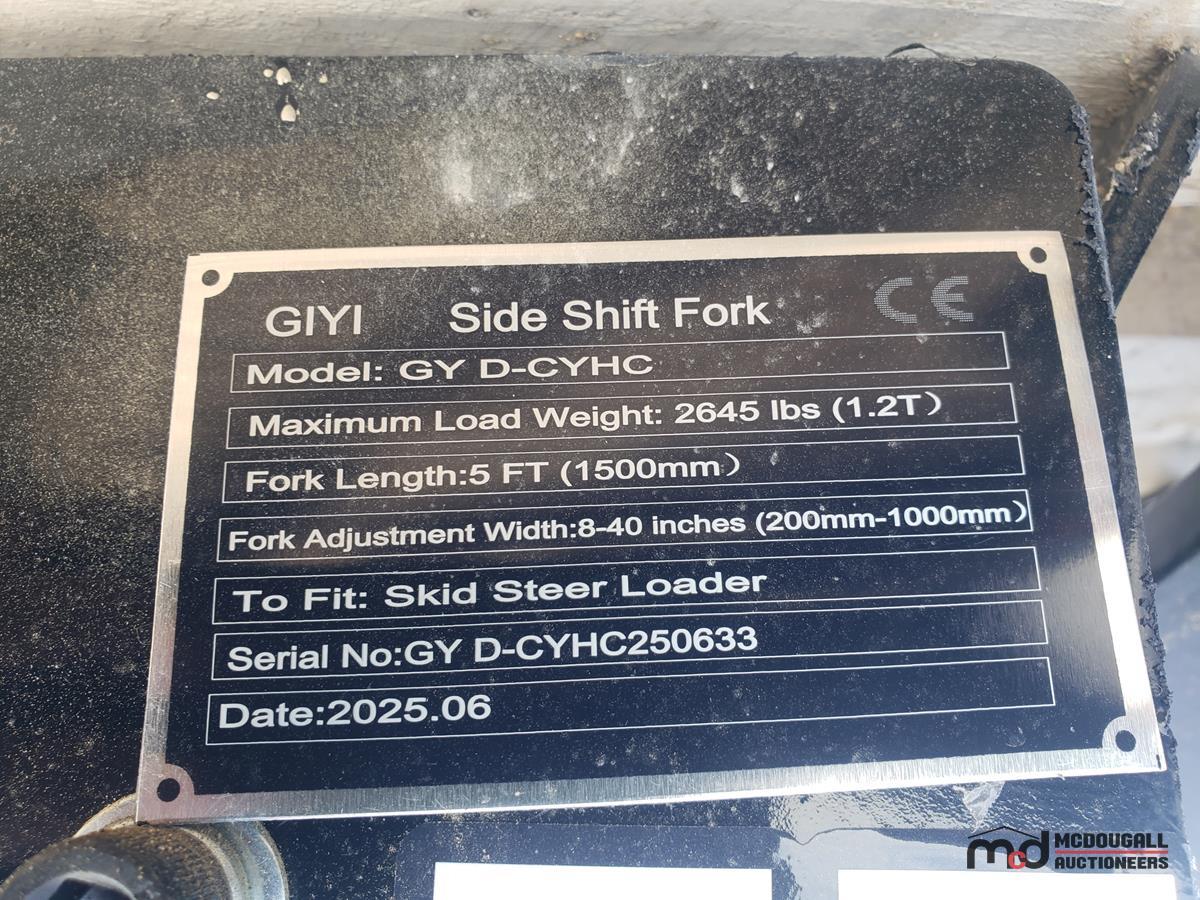 GIYI Side Shift Fork CE
Model: GY D-CYHC
Maximum Load Weight: 2645 lbs (1.2T)
Fork Length:5 FT (1500mm)
Fork Adjustment Width:8-40 inches (200mm-1000mm)
To Fit: Skid Steer Loader
Serial No:GY D-CYHC250633
Date:2025.06
mcd MCDOUGALL
AUCTIONEERS